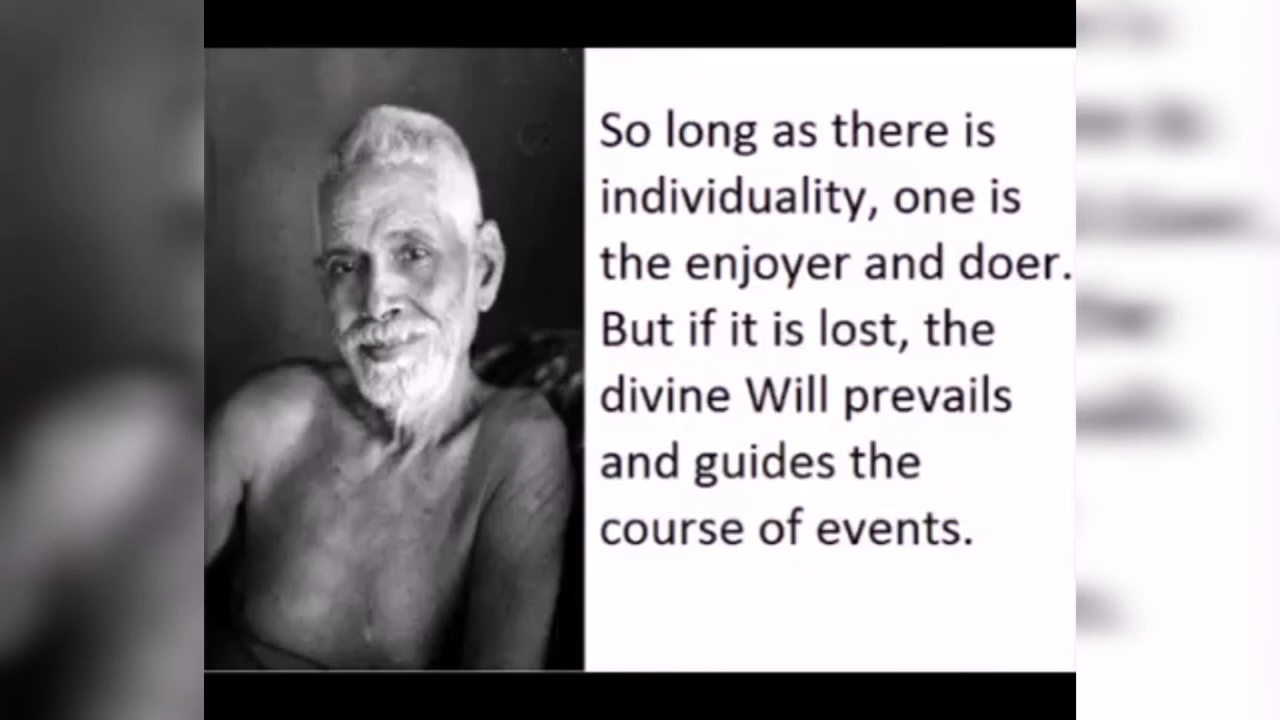 So long as there is
individuality, one is
the enjoyer and doer.
But if it is lost, the
divine Will prevails
and guides the
course of events.